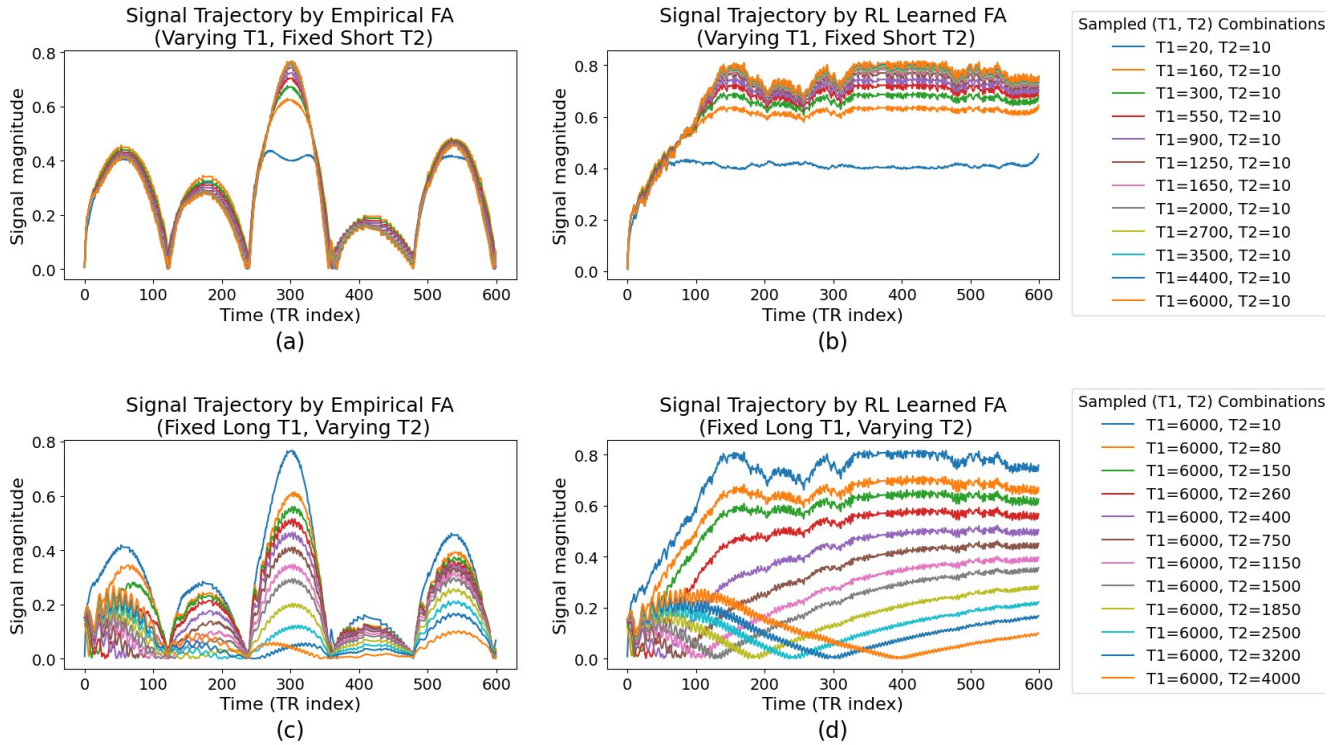 Signal Trajectory by Empirical FA
(Varying T1, Fixed Short T2)
Signal magnitude
0.8
0.6
0.4
0.2
0.0
0 100 200 300 400 500 600
Time (TR index)
(a)
Signal Trajectory by RL Learned FA
(Varying T1, Fixed Short T2)
Signal magnitude
0.8
0.6
0.4
0.2
0.0
0 100 200 300 400 500 600
Time (TR index)
(b)
Sampled (T1, T2) Combinations
T1=20, T2=10
T1=160, T2=10
T1=300, T2=10
T1=550, T2=10
T1=900, T2=10
T1=1250, T2=10
T1=1650, T2=10
T1=2000, T2=10
T1=2700, T2=10
T1=3500, T2=10
T1=4400, T2=10
T1=6000, T2=10
Signal Trajectory by Empirical FA
(Fixed Long T1, Varying T2)
Signal magnitude
0.8
0.6
0.4
0.2
0.0
0 100 200 300 400 500 600
Time (TR index)
(c)
Signal Trajectory by RL Learned FA
(Fixed Long T1, Varying T2)
Signal magnitude
0.8
0.6
0.4
0.2
0.0
0 100 200 300 400 500 600
Time (TR index)
(d)
Sampled (T1, T2) Combinations
T1=6000, T2=10
T1=6000, T2=80
T1=6000, T2=150
T1=6000, T2=260
T1=6000, T2=400
T1=6000, T2=750
T1=6000, T2=1150
T1=6000, T2=1500
T1=6000, T2=1850
T1=6000, T2=2500
T1=6000, T2=3200
T1=6000, T2=4000